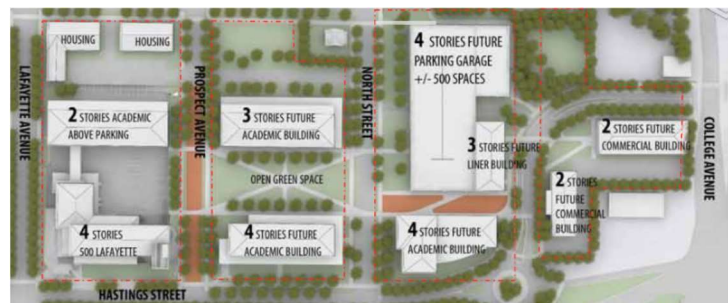 HOUSING
HOUSING
LAFAYETTE AVENUE
PROSPECT AVENUE
NORTH STREET
COLLEGE AVENUE
4 STORIES FUTURE
PARKING GARAGE
+/- 500 SPACES
2 STORIES ACADEMIC
ABOVE PARKING
3 STORIES FUTURE
ACADEMIC BUILDING
3 STORIES FUTURE
LINER BUILDING
2 STORIES FUTURE
COMMERCIAL BUILDING
OPEN GREEN SPACE
2 STORIES
FUTURE
COMMERCIAL
BUILDING
4 STORIES
500 LAFAYETTE
4 STORIES FUTURE
ACADEMIC BUILDING
4 STORIES FUTURE
ACADEMIC BUILDING
HASTINGS STREET